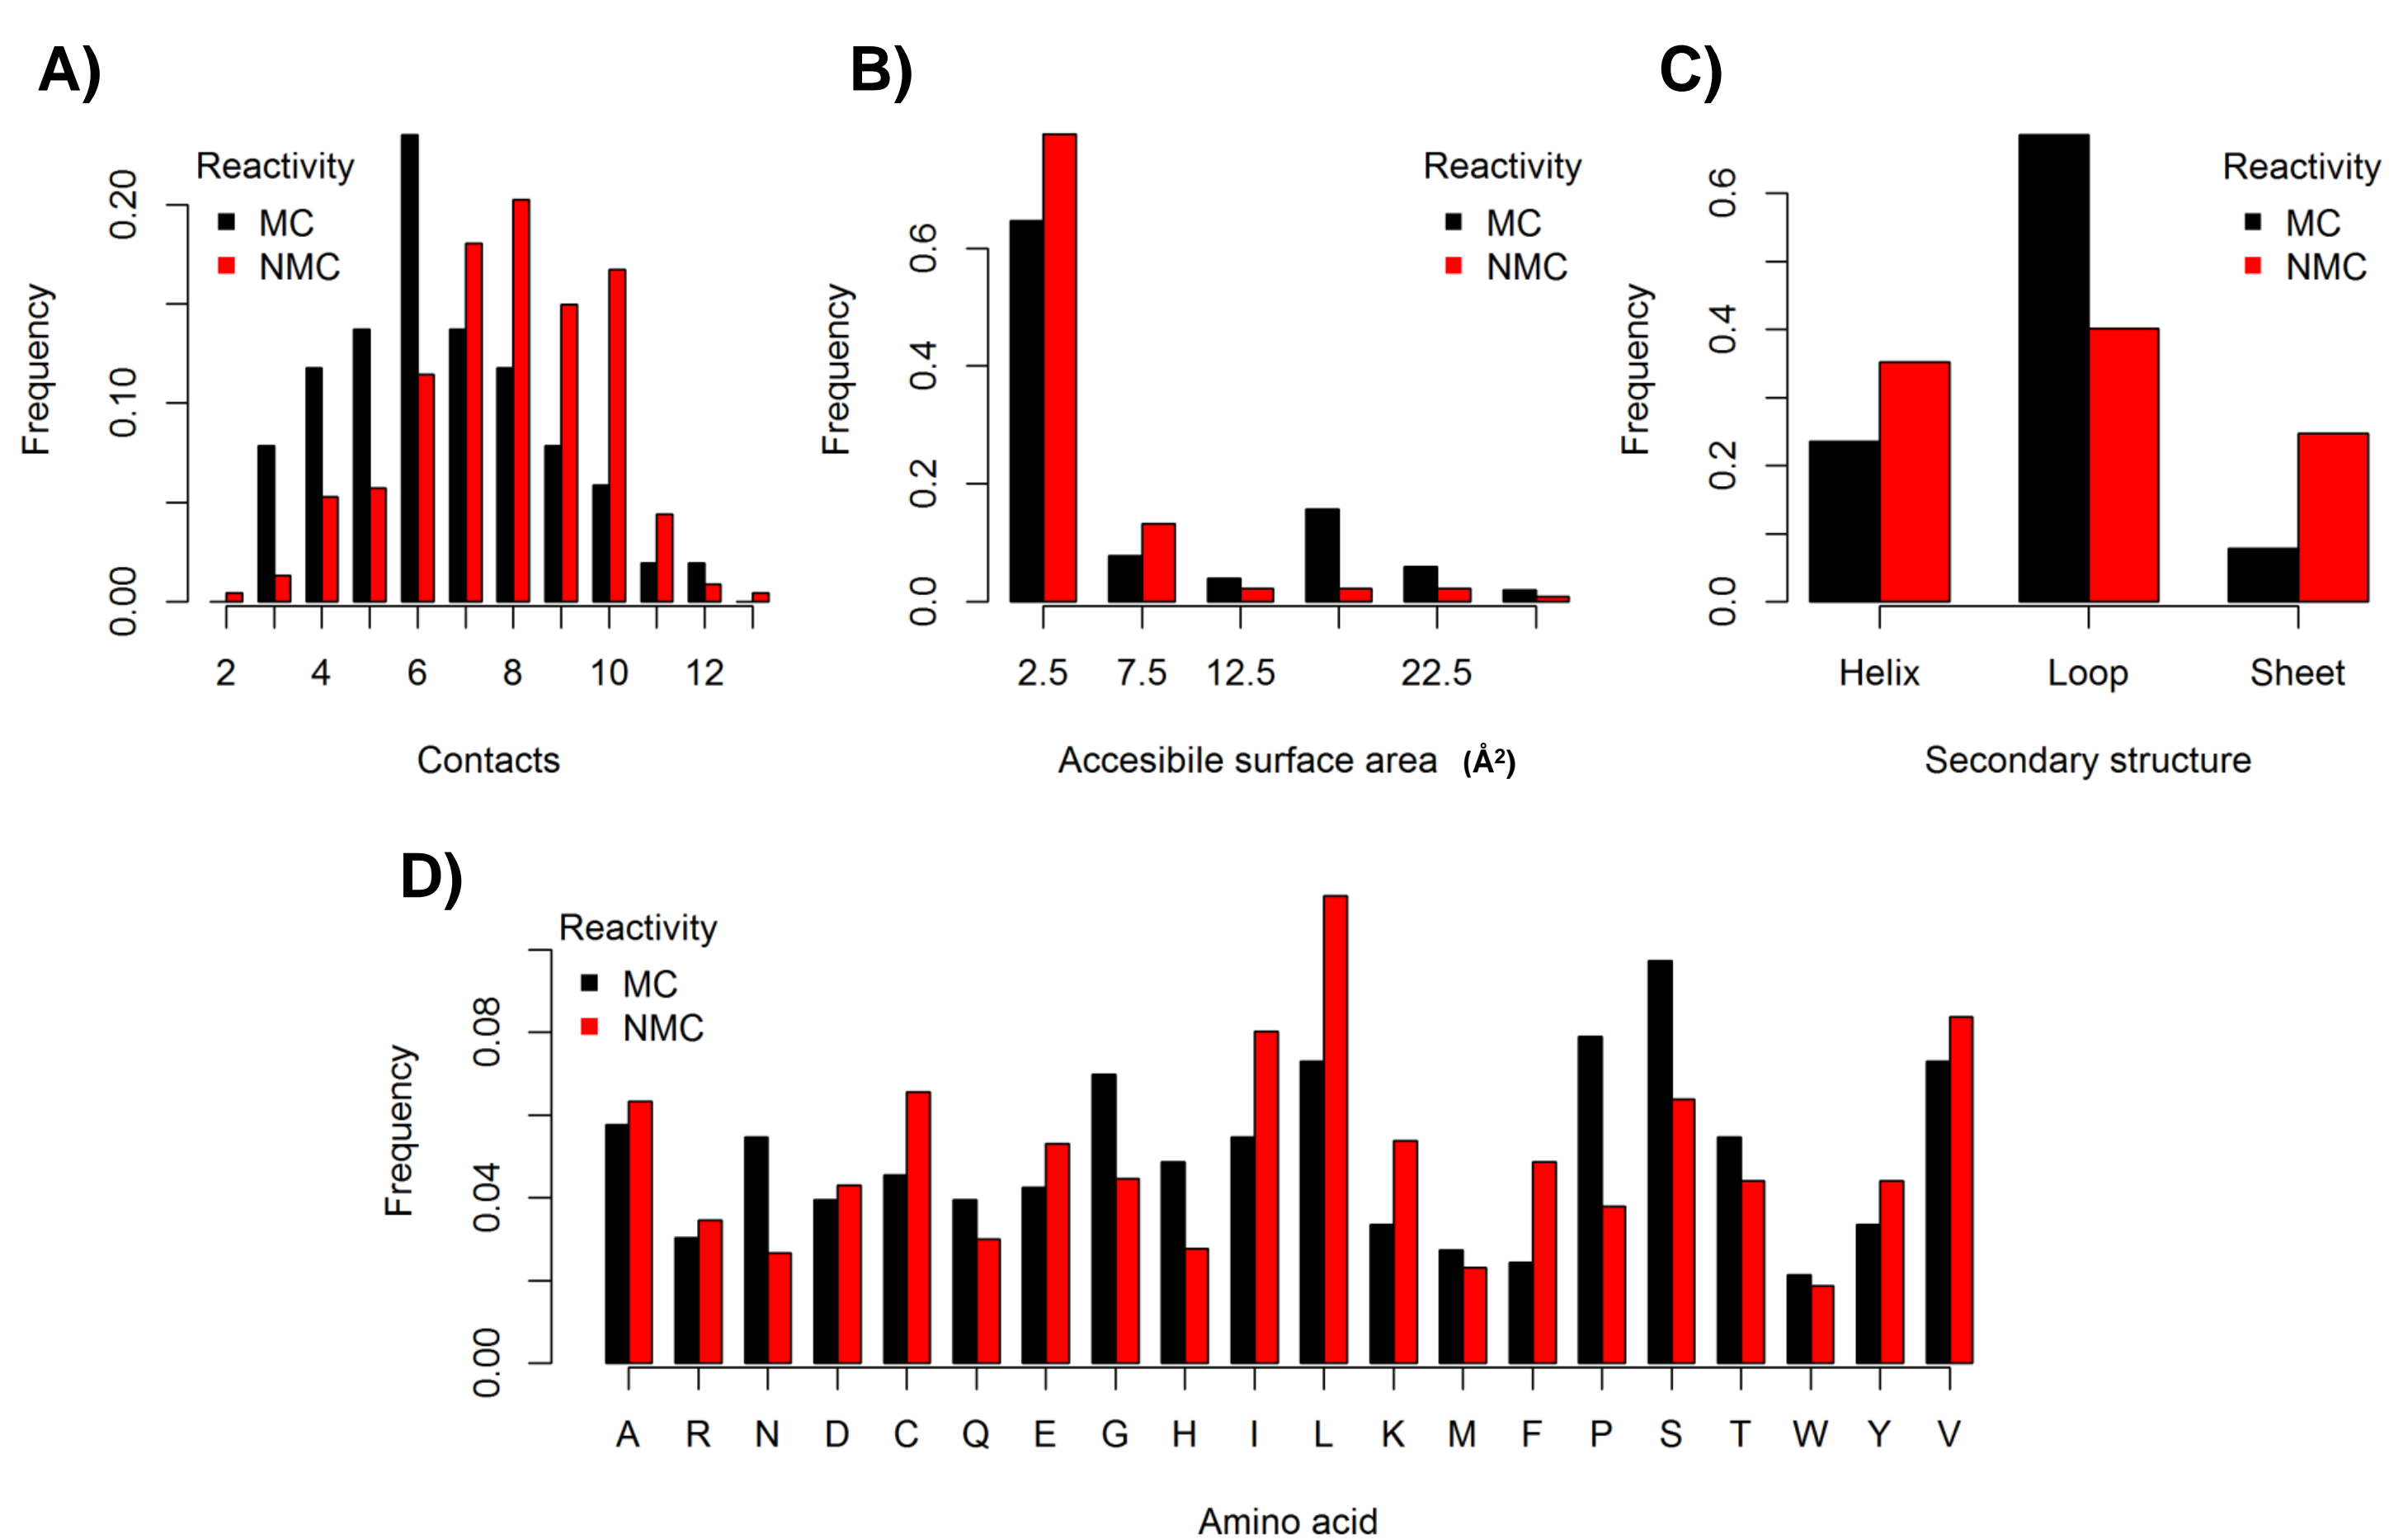 A)
Reactivity
MC
NMC
Frequency
0.00
0.10
0.20
2 4 6 8 10 12
Contacts
B)
Reactivity
MC
NMC
Frequency
0.0
0.2
0.4
0.6
2.5 7.5 12.5 22.5
Accesibile surface area (Å²)
C)
Reactivity
MC
NMC
Frequency
0.0
0.2
0.4
0.6
Helix Loop Sheet
Secondary structure
D)
Reactivity
MC
NMC
Frequency
0.00
0.04
0.08
A R N D C Q E G H I L K M F P S T W Y V
Amino acid